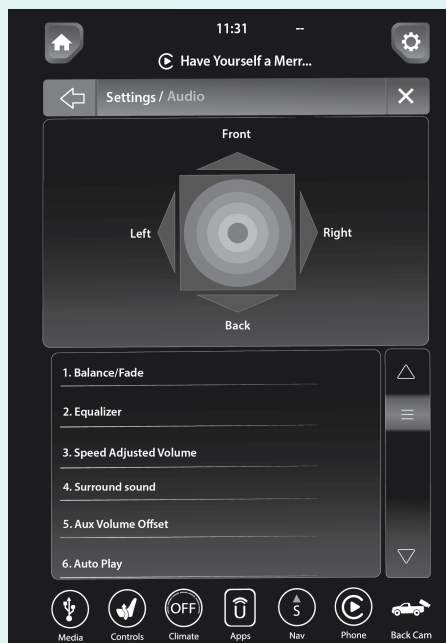 11:31 --
Have Yourself a Merr...
Settings / Audio
Front
Left Right
Back
1. Balance/Fade
2. Equalizer
3. Speed Adjusted Volume
4. Surround sound
5. Aux Volume Offset
6. Auto Play
OFF S
Media Controls Climate Apps Nav Phone Back Cam